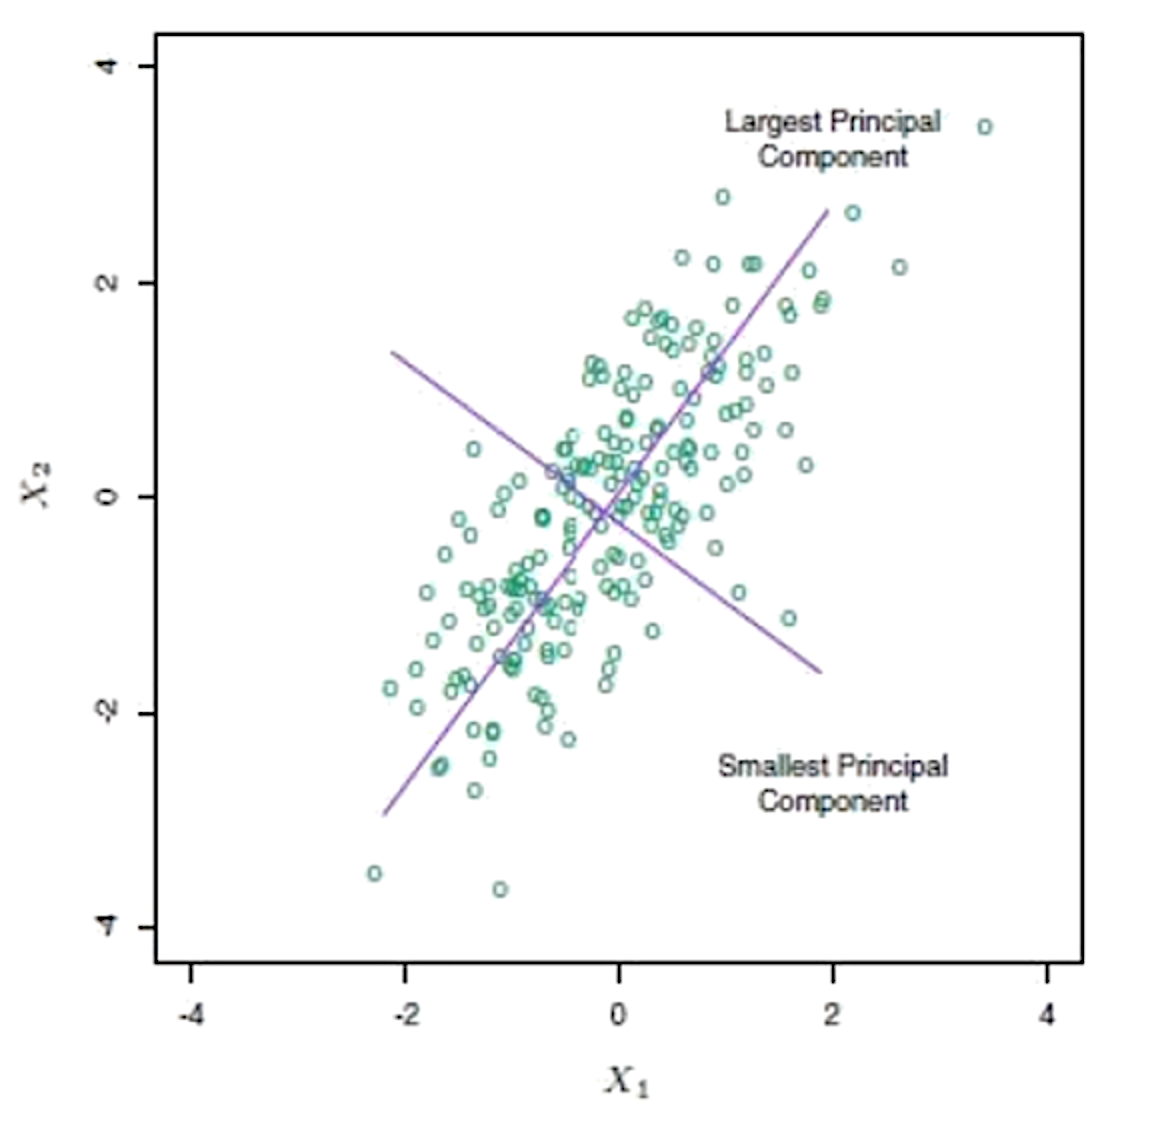 4
Largest Principal
Component
2
X₂
0
-2
Smallest Principal
Component
-4
-4 -2 0 2 4
X₁